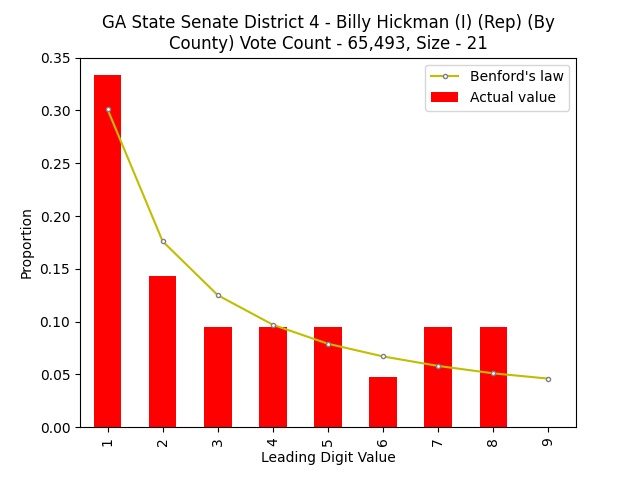 GA State Senate District 4 - Billy Hickman (I) (Rep) (By
County) Vote Count - 65,493, Size - 21
Benford's law
Actual value
0.35
0.30
0.25
0.20
0.15
0.10
0.05
0.00
Proportion
1 2 3 4 5 6 7 8 9
Leading Digit Value